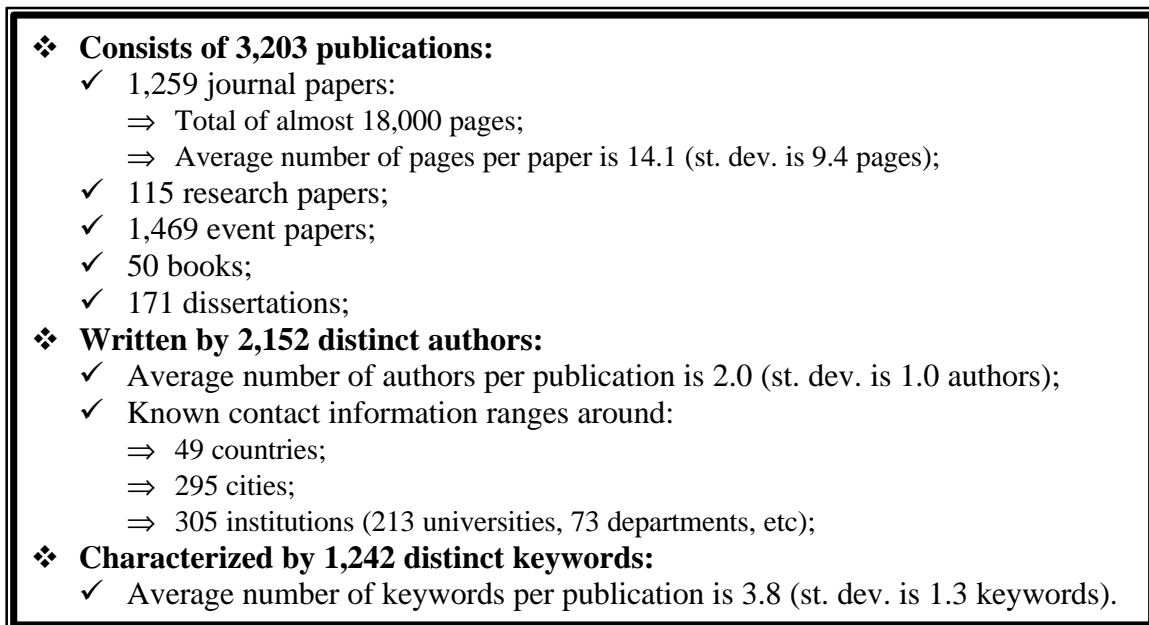 ❖ Consists of 3,203 publications:
✓ 1,259 journal papers:
⇒ Total of almost 18,000 pages;
⇒ Average number of pages per paper is 14.1 (st. dev. is 9.4 pages);
✓ 115 research papers;
✓ 1,469 event papers;
✓ 50 books;
✓ 171 dissertations;
❖ Written by 2,152 distinct authors:
✓ Average number of authors per publication is 2.0 (st. dev. is 1.0 authors);
✓ Known contact information ranges around:
⇒ 49 countries;
⇒ 295 cities;
⇒ 305 institutions (213 universities, 73 departments, etc);
❖ Characterized by 1,242 distinct keywords:
✓ Average number of keywords per publication is 3.8 (st. dev. is 1.3 keywords).